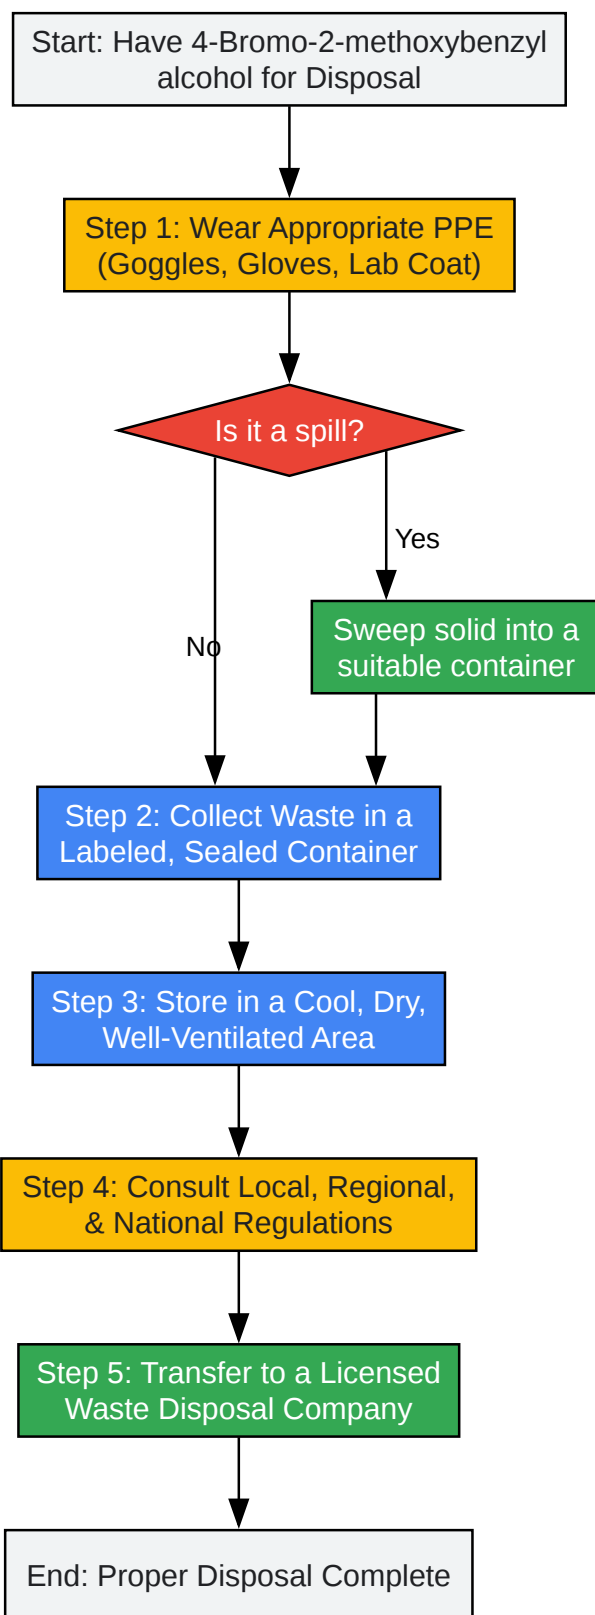 Start: Have 4-Bromo-2-methoxybenzyl
alcohol for Disposal
Step 1: Wear Appropriate PPE
(Goggles, Gloves, Lab Coat)
Is it a spill?
Yes
Sweep solid into a
suitable container
No
Step 2: Collect Waste in a
Labeled, Sealed Container
Step 3: Store in a Cool, Dry,
Well-Ventilated Area
Step 4: Consult Local, Regional,
& National Regulations
Step 5: Transfer to a Licensed
Waste Disposal Company
End: Proper Disposal Complete